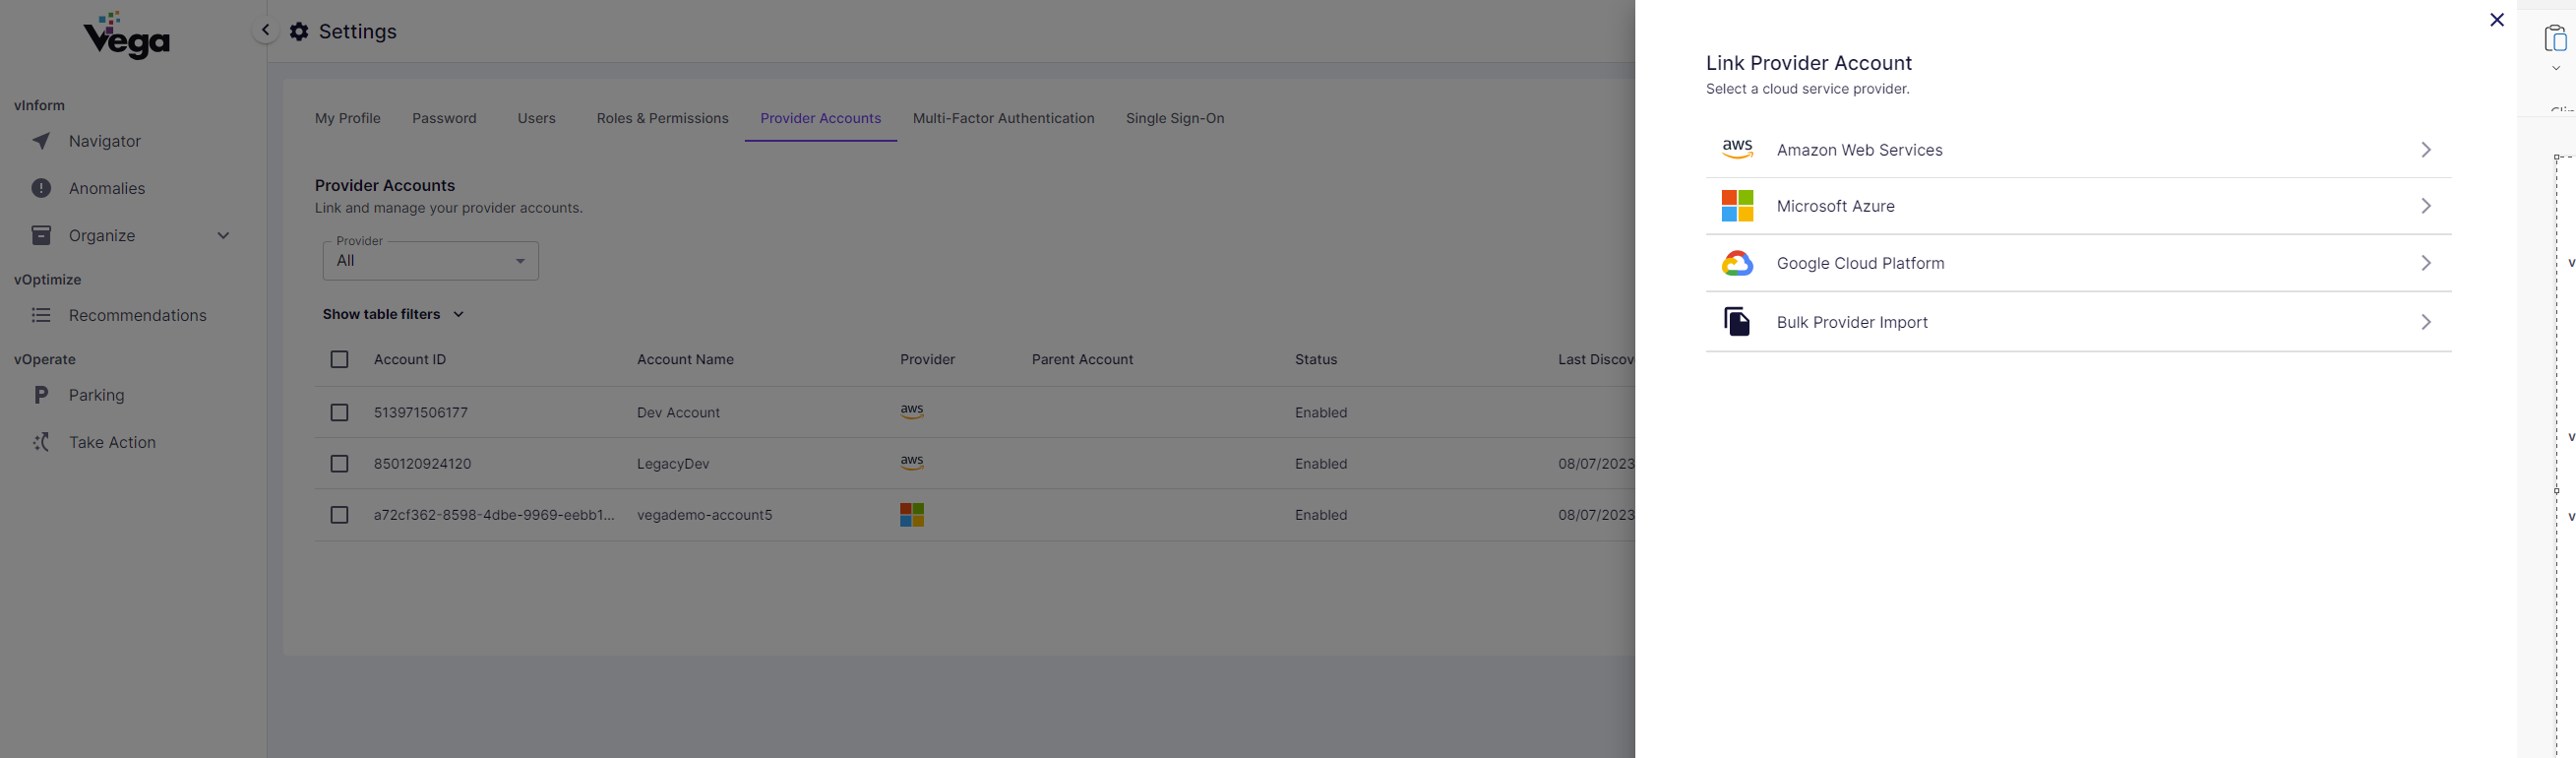 Vega
vInform
Navigator
Anomalies
Organize
vOptimize
Recommendations
vOperate
Parking
Take Action
Settings
My Profile Password Users Roles & Permissions Provider Accounts Multi-Factor Authentication Single Sign-On
Provider Accounts
Link and manage your provider accounts.
Provider
All
Show table filters
Account ID Account Name Provider Parent Account Status Last Discov
513971506177 Dev Account aws Enabled
850120924120 LegacyDev aws Enabled 08/07/2023
a72cf362-8598-4dbe-9969-eebb1... vegademo-account5 Enabled 08/07/2023
Link Provider Account
Select a cloud service provider.
aws Amazon Web Services
Microsoft Azure
Google Cloud Platform
Bulk Provider Import
v
v
v